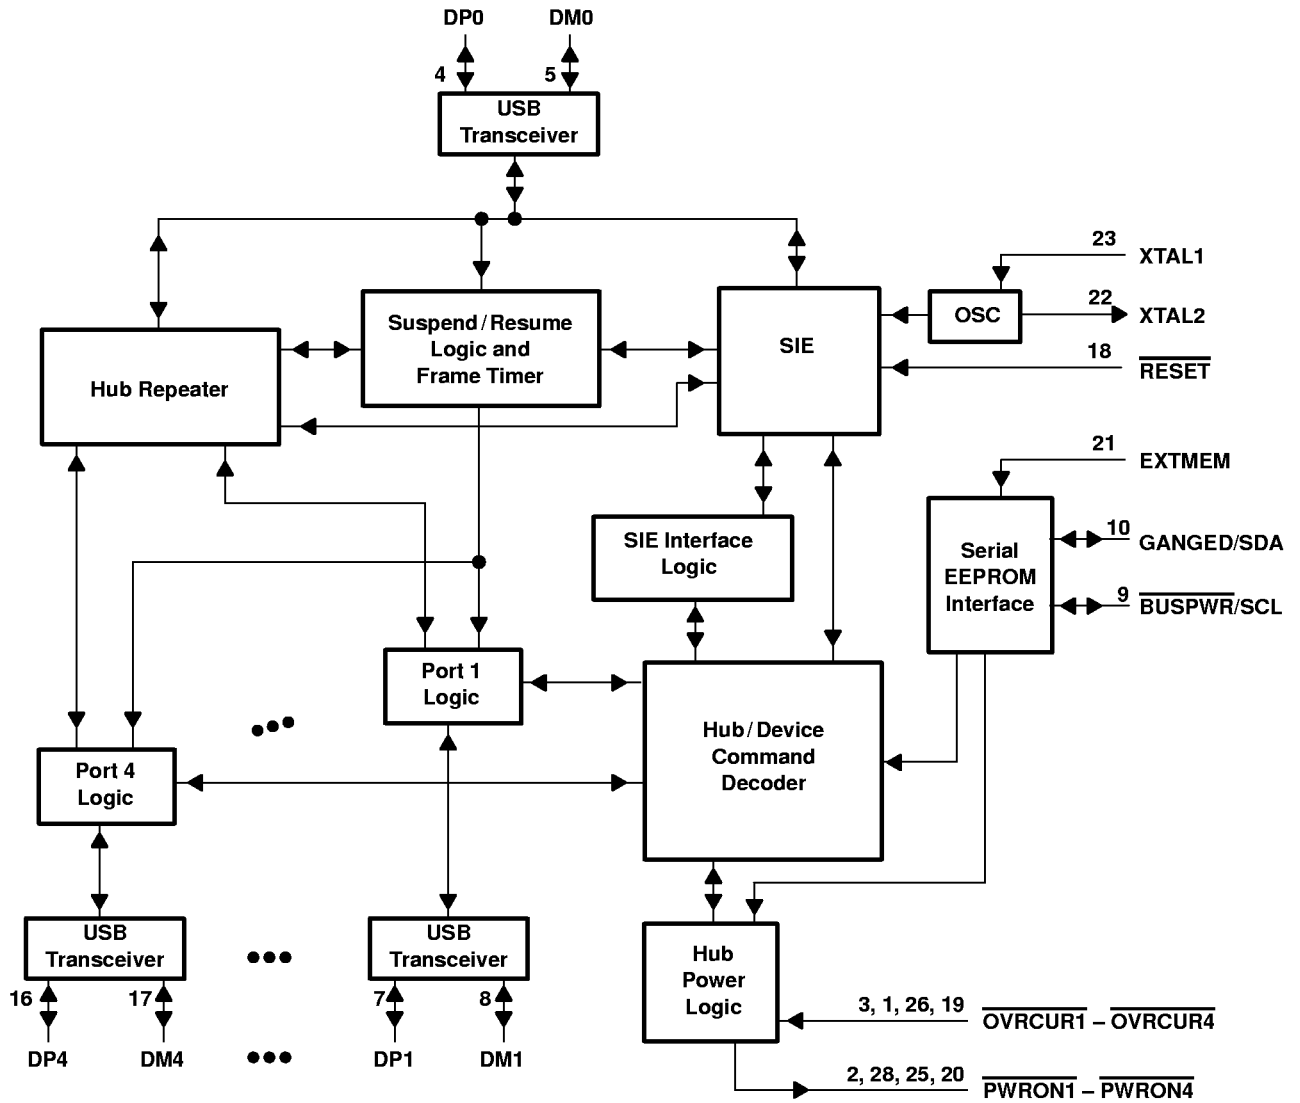 DP0 DM0
4 5
USB
Transceiver
23
XTAL1
22
XTAL2
OSC
18
RESET
Suspend/Resume
Logic and
Frame Timer
SIE
Hub Repeater
21
EXTMEM
10
GANGED/SDA
9
BUSPWR/SCL
Serial
EEPROM
Interface
SIE Interface
Logic
Port 1
Logic
Hub/Device
Command
Decoder
Port 4
Logic
USB
Transceiver
USB
Transceiver
Hub
Power
Logic
16 17 7 8
DP4 DM4 DP1 DM1
3, 1, 26, 19
OVRCUR1 – OVRCUR4
2, 28, 25, 20
PWRON1 – PWRON4